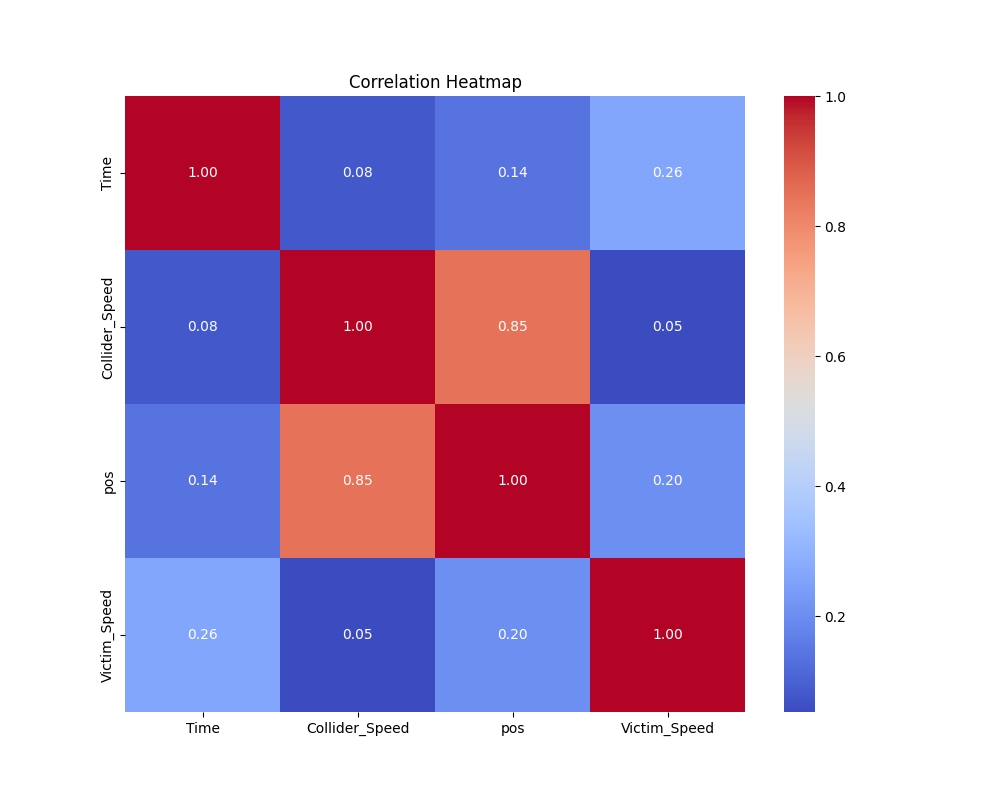 Correlation Heatmap
Time
1.00 0.08 0.14 0.26
Collider_Speed
0.08 1.00 0.85 0.05
pos
0.14 0.85 1.00 0.20
Victim_Speed
0.26 0.05 0.20 1.00
Time Collider_Speed pos Victim_Speed
1.0
0.8
0.6
0.4
0.2